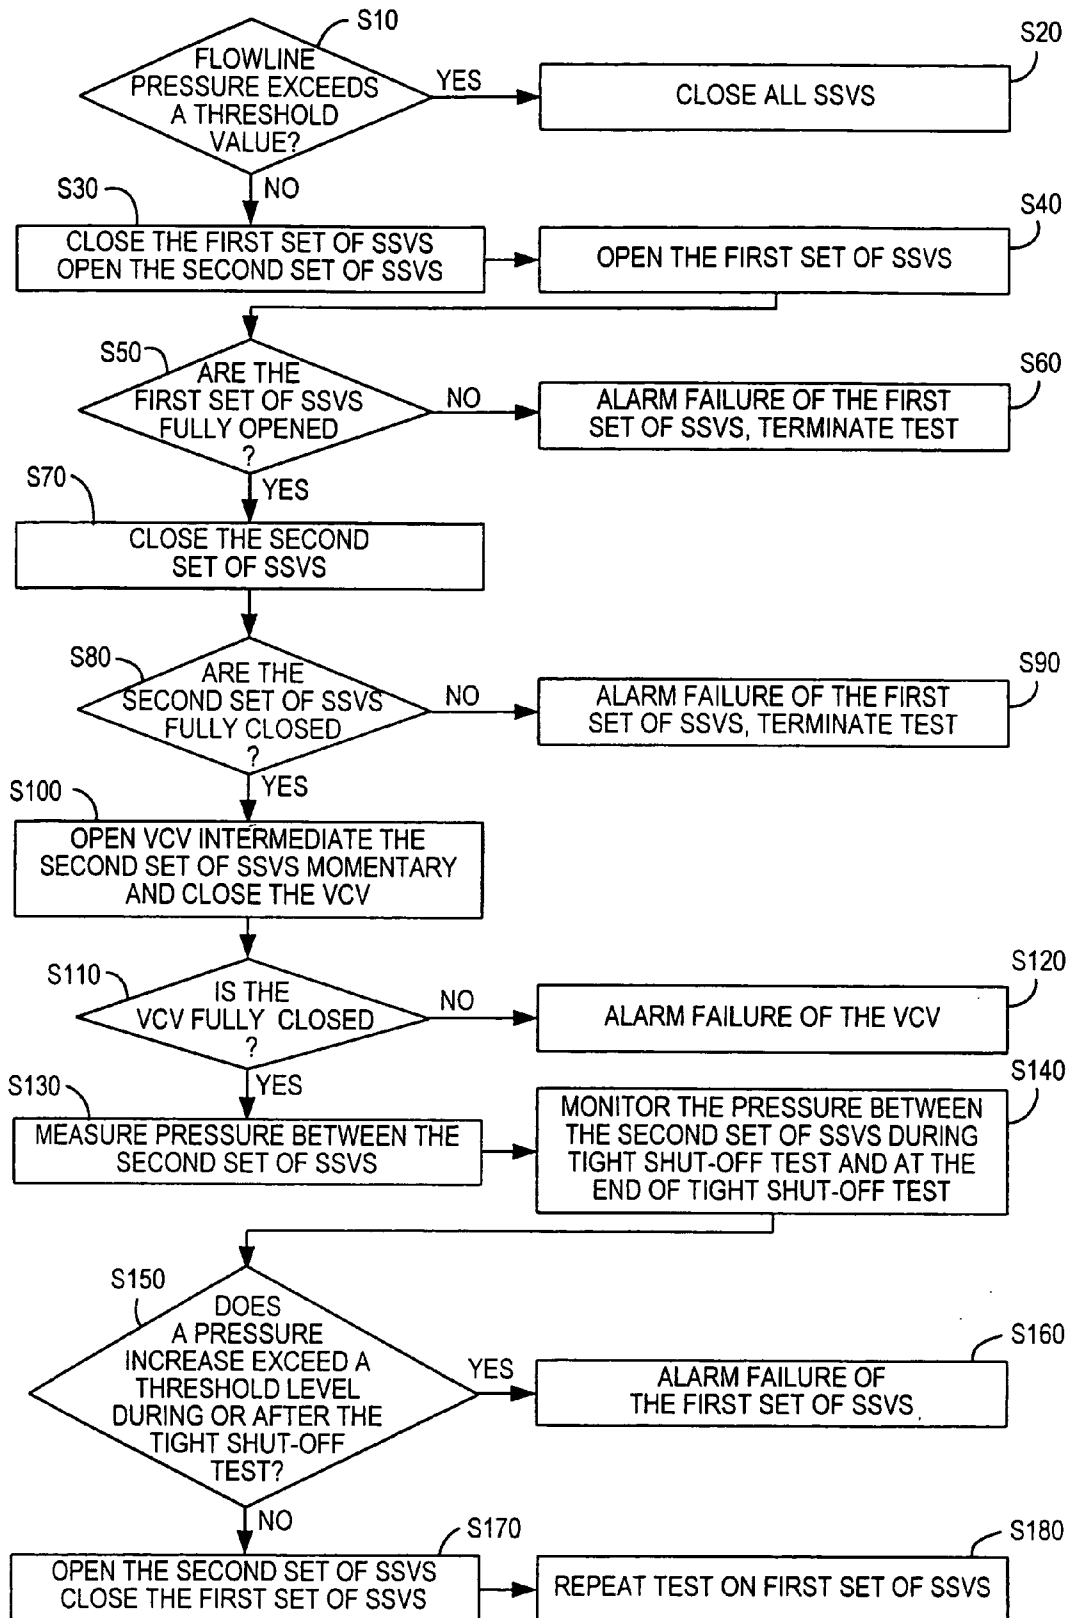 S10
FLOWLINE
PRESSURE EXCEEDS
A THRESHOLD
VALUE?
YES
S20
CLOSE ALL SSVS
NO
S30
CLOSE THE FIRST SET OF SSVS
OPEN THE SECOND SET OF SSVS
S40
OPEN THE FIRST SET OF SSVS
S50
ARE THE
FIRST SET OF SSVS
FULLY OPENED
?
NO
S60
ALARM FAILURE OF THE FIRST
SET OF SSVS, TERMINATE TEST
YES
S70
CLOSE THE SECOND
SET OF SSVS
S80
ARE THE
SECOND SET OF SSVS
FULLY CLOSED
?
NO
S90
ALARM FAILURE OF THE FIRST
SET OF SSVS, TERMINATE TEST
YES
S100
OPEN VCV INTERMEDIATE THE
SECOND SET OF SSVS MOMENTARY
AND CLOSE THE VCV
S110
IS THE
VCV FULLY CLOSED
?
NO
S120
ALARM FAILURE OF THE VCV
YES
S130
MEASURE PRESSURE BETWEEN THE
SECOND SET OF SSVS
S140
MONITOR THE PRESSURE BETWEEN
THE SECOND SET OF SSVS DURING
TIGHT SHUT-OFF TEST AND AT THE
END OF TIGHT SHUT-OFF TEST
S150
DOES
A PRESSURE
INCREASE EXCEED A
THRESHOLD LEVEL
DURING OR AFTER THE
TIGHT SHUT-OFF
TEST?
YES
S160
ALARM FAILURE OF
THE FIRST SET OF SSVS
NO
S170
OPEN THE SECOND SET OF SSVS
CLOSE THE FIRST SET OF SSVS
S180
REPEAT TEST ON FIRST SET OF SSVS